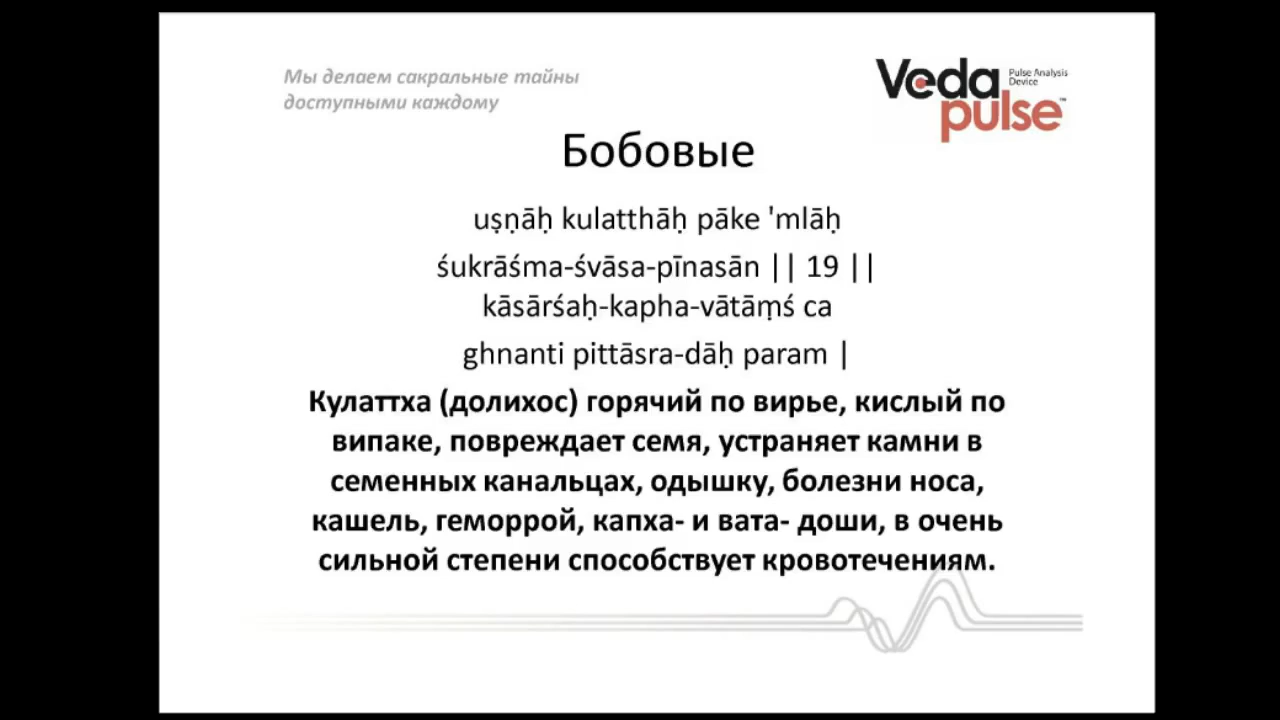 Мы делаем сакральные тайны
доступными каждому
Veda
Pulse Analysis
Device
pulse™
Бобовые
uṣṇāḥ kulatthāḥ pāke 'mlāḥ
śukrāśma-śvāsa-pīnasān || 19 ||
kāsārśaḥ-kapha-vātāṃś ca
ghnanti pittāsra-dāḥ param |
Кулаттха (долихос) горячий по вирье, кислый по
випаке, повреждает семя, устраняет камни в
семенных канальцах, одышку, болезни носа,
кашель, геморрой, капха- и вата- доши, в очень
сильной степени способствует кровотечениям.